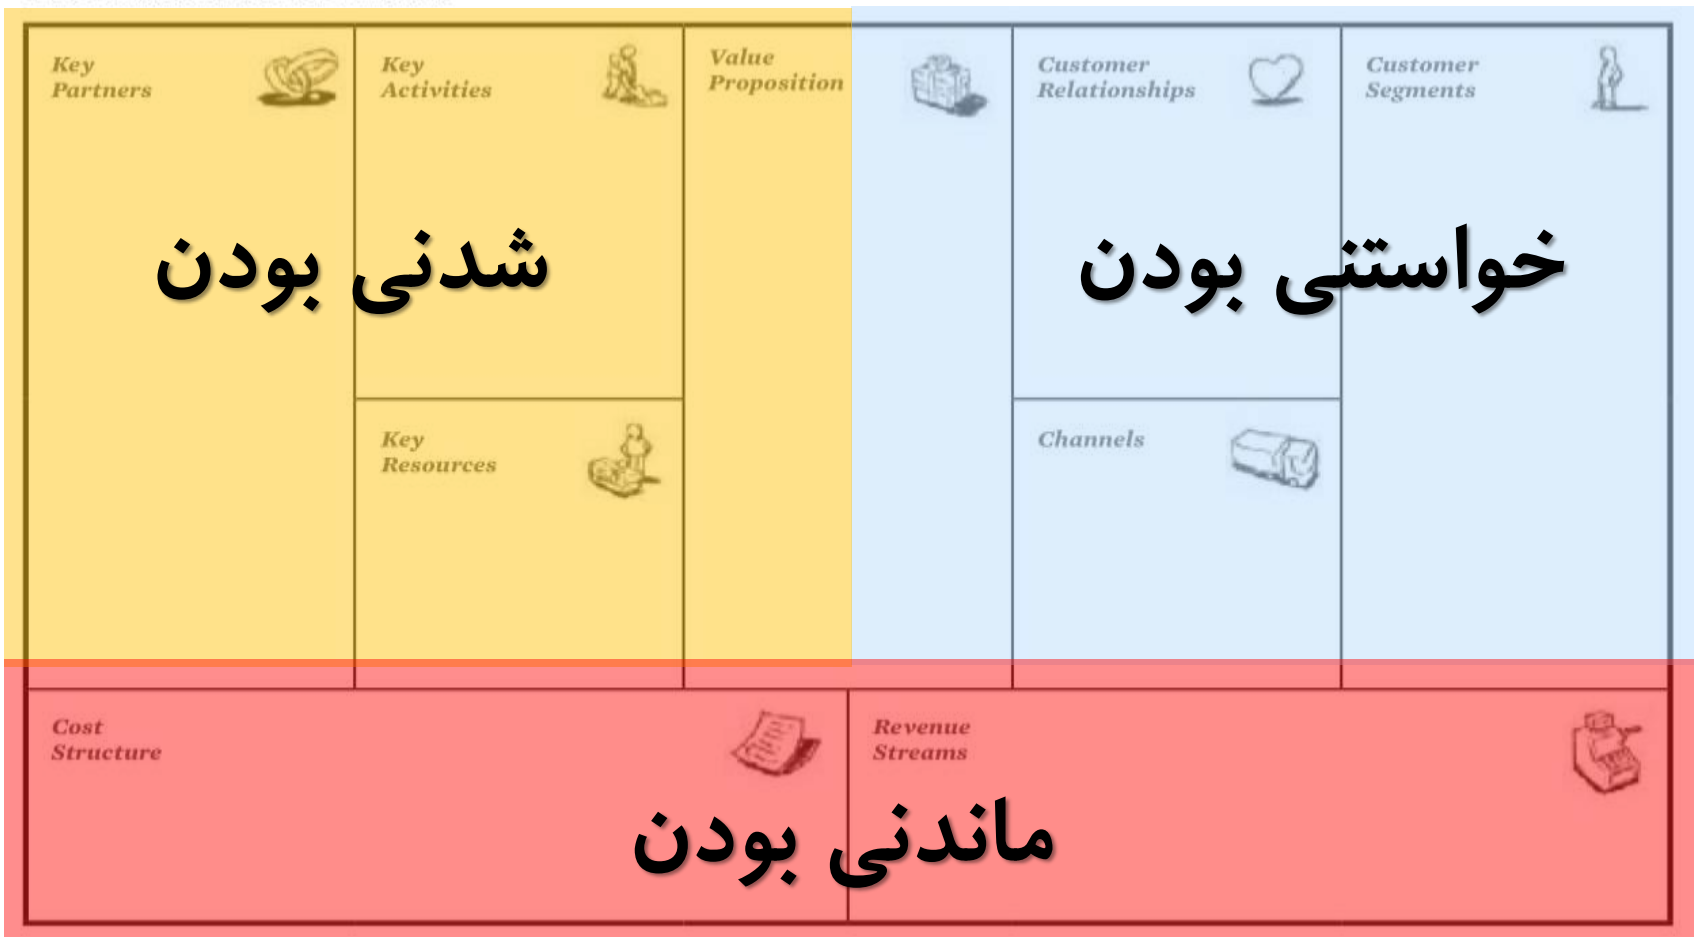 Key
Partners
Key
Activities
Value
Proposition
Customer
Relationships
Customer
Segments
شدنی بودن
خواستنی بودن
Key
Resources
Channels
Cost
Structure
Revenue
Streams
ماندنی بودن